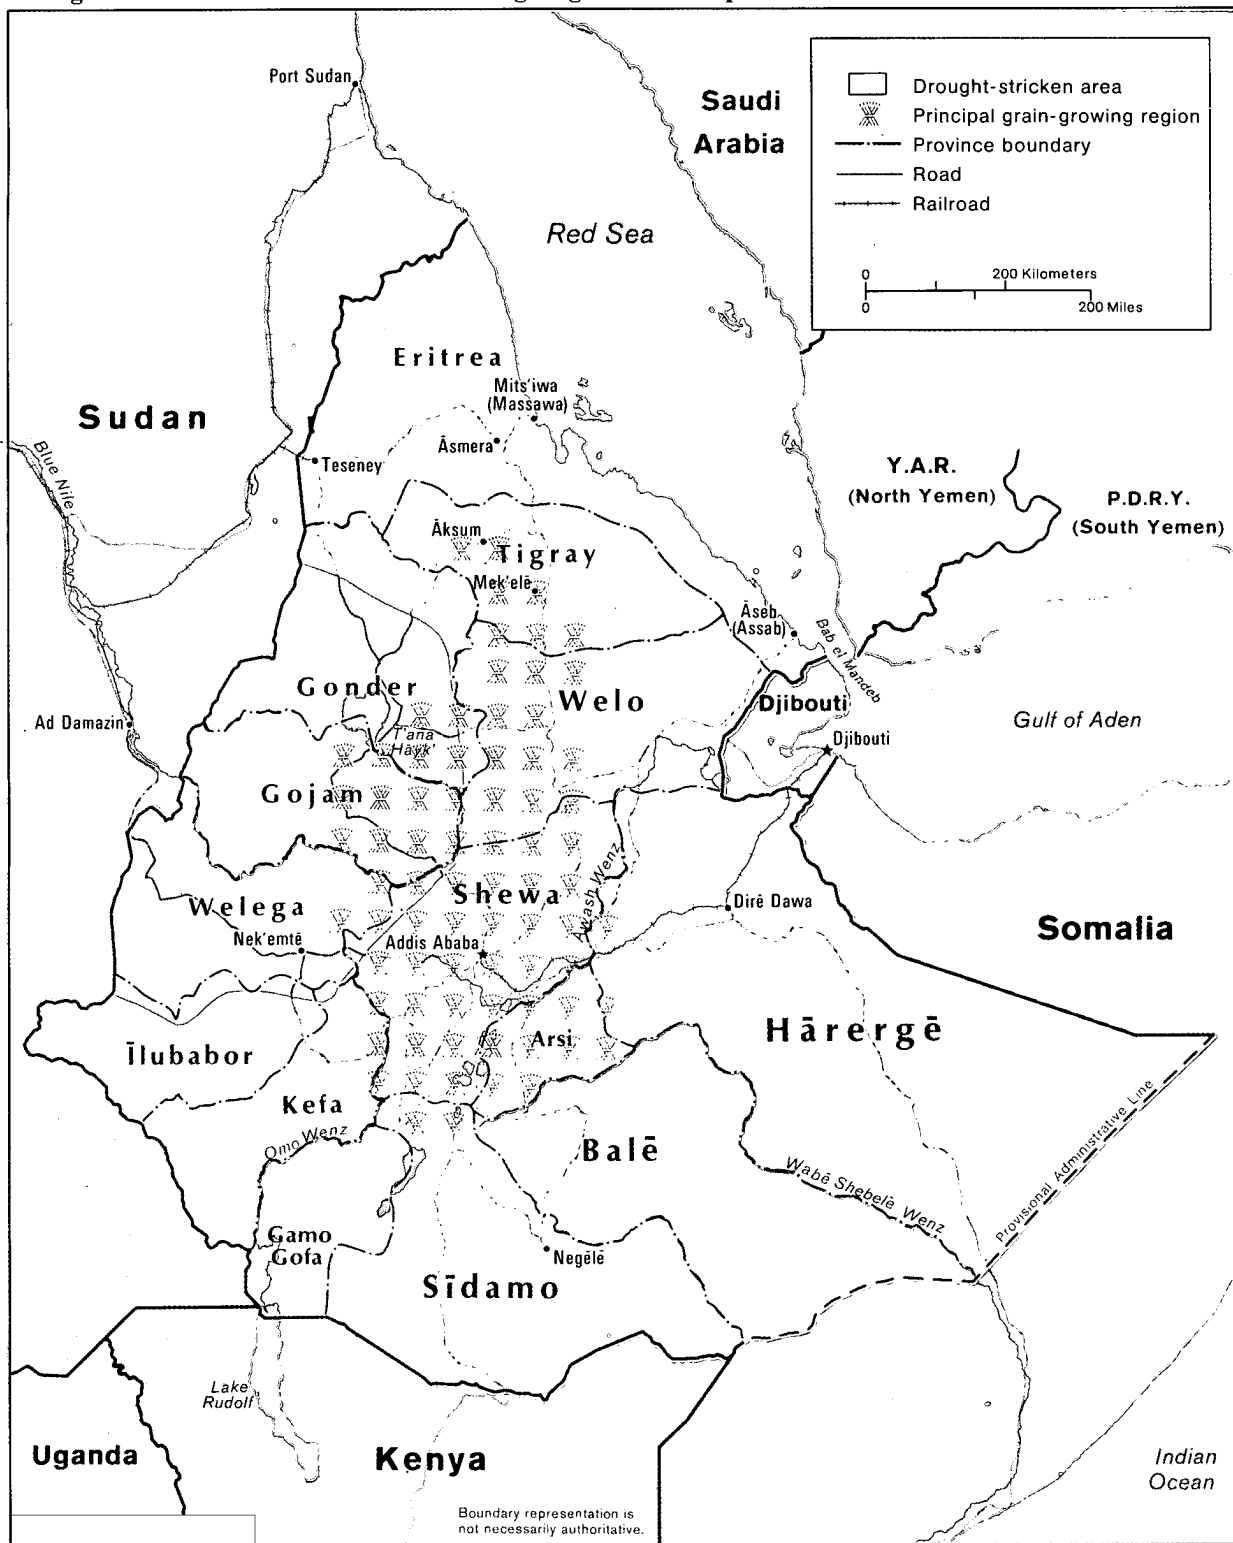 Port Sudan
Saudi
Arabia
Drought-stricken area
Principal grain-growing region
Province boundary
Road
Railroad
0
200 Kilometers
0
200 Miles
Red Sea
Eritrea
Mits'iwa
(Massawa)
Sudan
Āsmera
Teseney
Blue Nile
Y.A.R.
(North Yemen)
P.D.R.Y.
(South Yemen)
Āksum
Tigray
Mek'elē
Āseb
(Assab)
Bab el Mandeb
Gonder
Welo
Djibouti
Ad Damazin
T'ana
Hāyk'
Djibouti
Gulf of Aden
Gojam
Welega
Shewa
Awash Wenz
Dirē Dawa
Somalia
Nek'emtē
Addis Ababa
Hārergē
Arsi
Īlubabor
Kefa
Omo Wenz
Balē
Provisional Administrative Line
Wabē Shebelē Wenz
Gamo
Gofa
Negēlē
Sīdamo
Lake
Rudolf
Uganda
Kenya
Indian
Ocean
Boundary representation is
not necessarily authoritative.